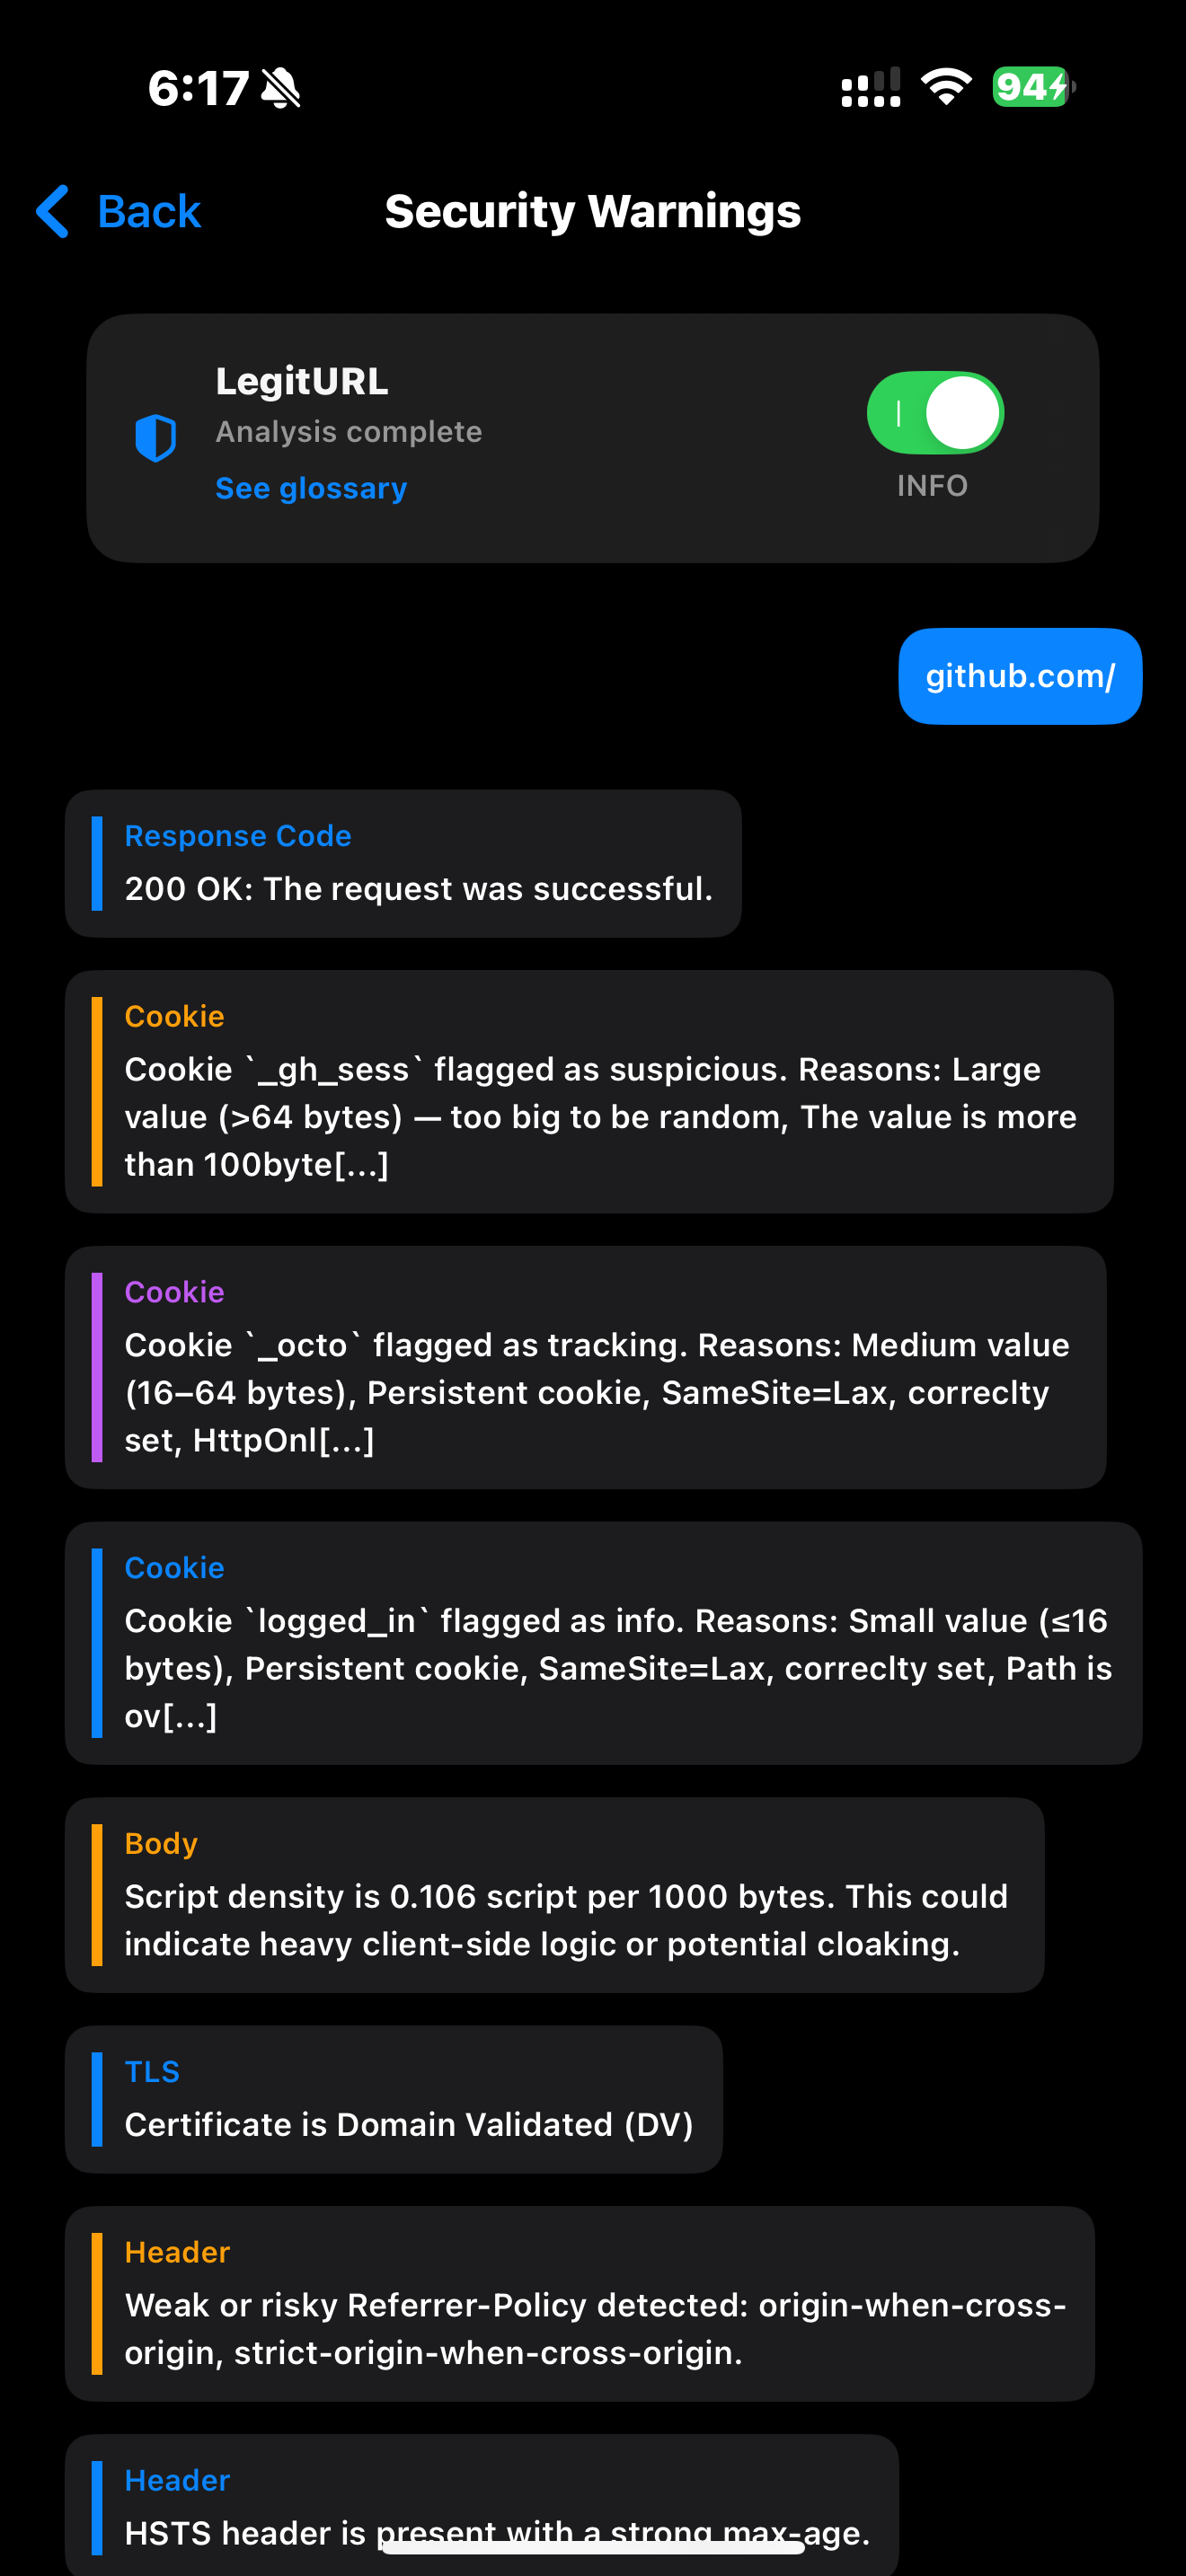 6:17
94
Back
Security Warnings
LegitURL
Analysis complete
See glossary
INFO
github.com/
Response Code
200 OK: The request was successful.
Cookie
Cookie `_gh_sess` flagged as suspicious. Reasons: Large
value (>64 bytes) — too big to be random, The value is more
than 100byte[...]
Cookie
Cookie `_octo` flagged as tracking. Reasons: Medium value
(16–64 bytes), Persistent cookie, SameSite=Lax, correclty
set, HttpOnl[...]
Cookie
Cookie `logged_in` flagged as info. Reasons: Small value (≤16
bytes), Persistent cookie, SameSite=Lax, correclty set, Path is
ov[...]
Body
Script density is 0.106 script per 1000 bytes. This could
indicate heavy client-side logic or potential cloaking.
TLS
Certificate is Domain Validated (DV)
Header
Weak or risky Referrer-Policy detected: origin-when-cross-
origin, strict-origin-when-cross-origin.
Header
HSTS header is present with a strong max-age.